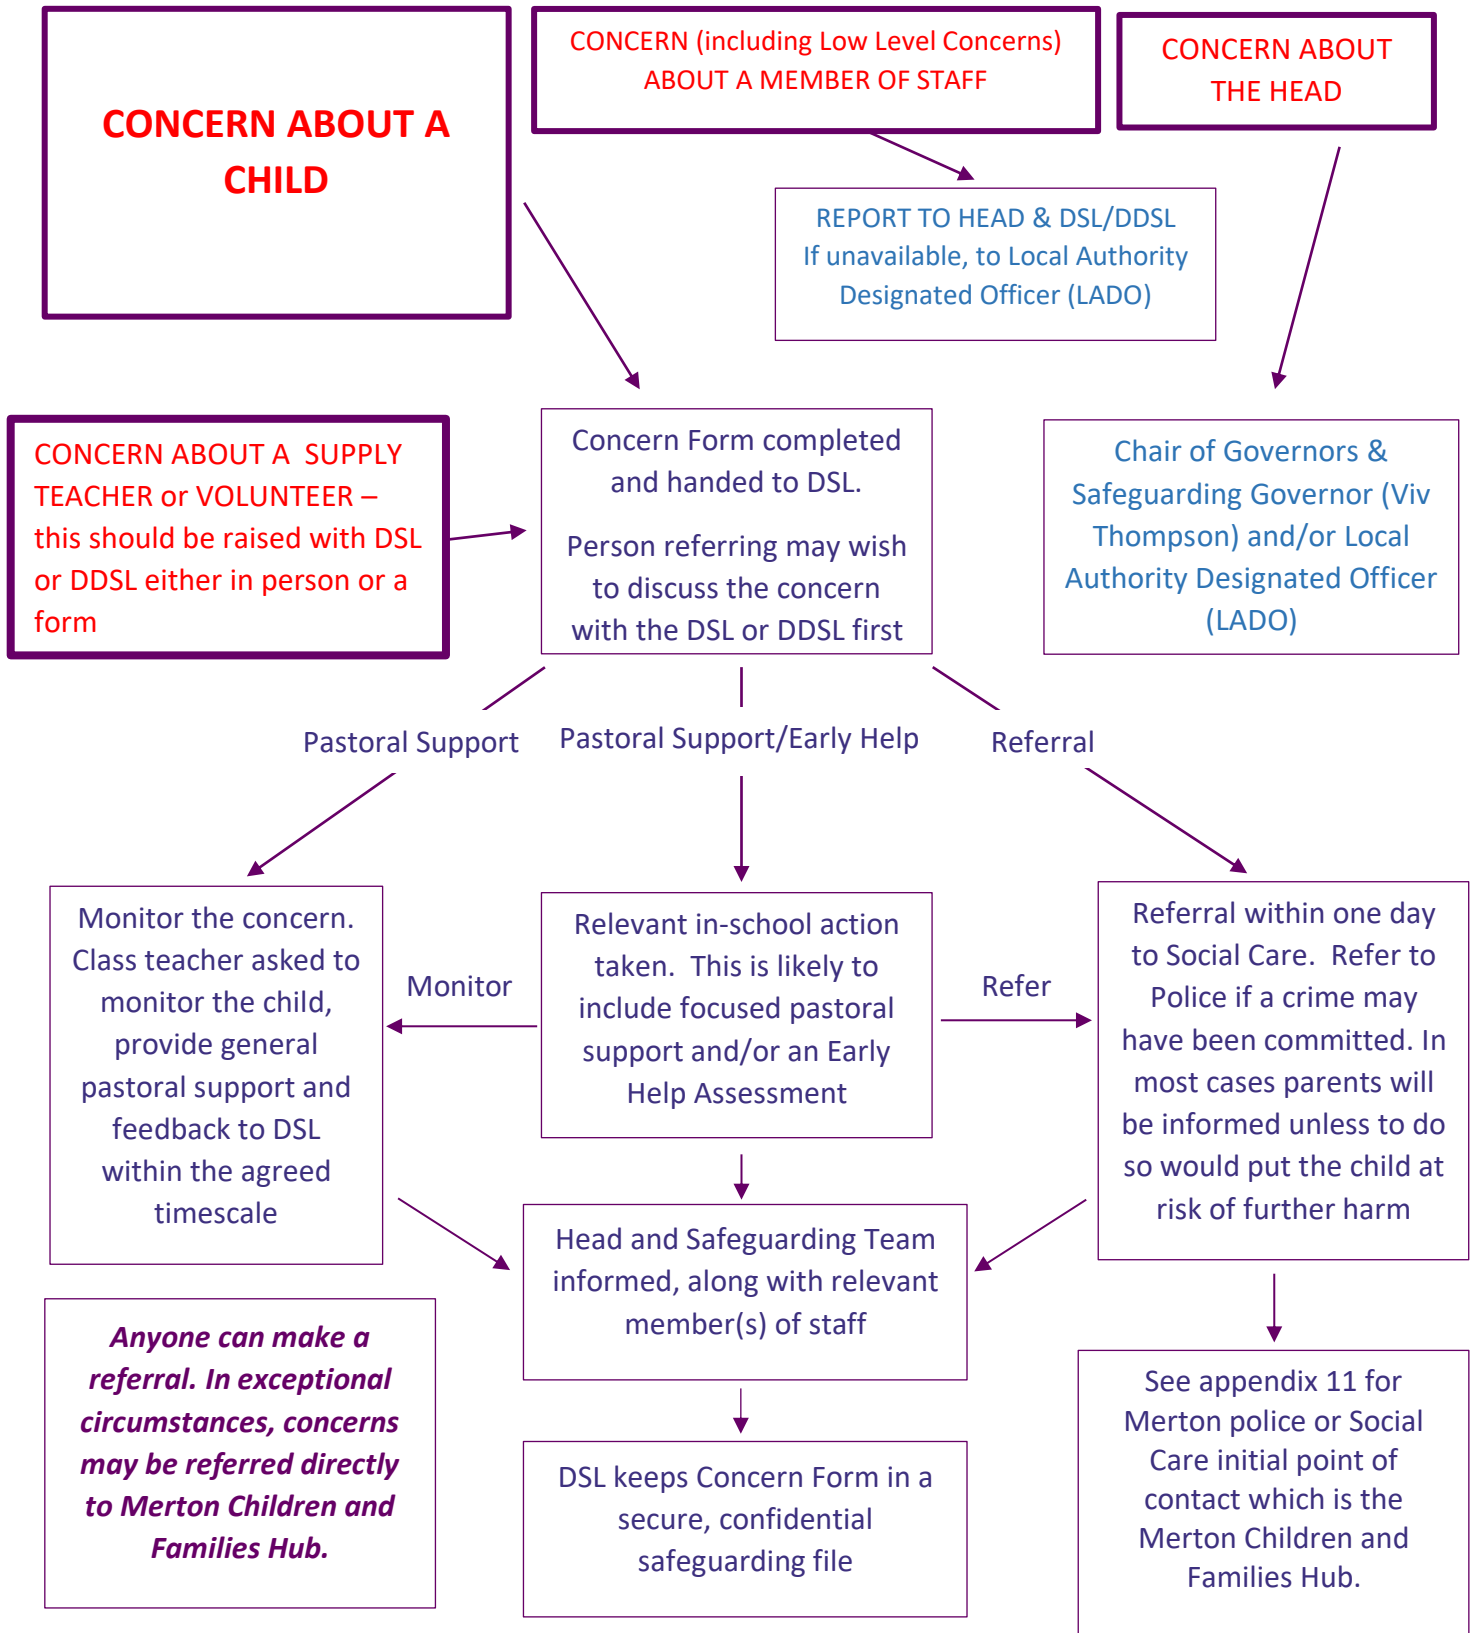 CONCERN ABOUT A
CHILD
CONCERN (including Low Level Concerns)
ABOUT A MEMBER OF STAFF
CONCERN ABOUT
THE HEAD
REPORT TO HEAD & DSL/DDSL
If unavailable, to Local Authority
Designated Officer (LADO)
CONCERN ABOUT A  SUPPLY
TEACHER or VOLUNTEER –
this should be raised with DSL
or DDSL either in person or a
form
Concern Form completed
and handed to DSL.
Person referring may wish
to discuss the concern
with the DSL or DDSL first
Chair of Governors &
Safeguarding Governor (Viv
Thompson) and/or Local
Authority Designated Officer
(LADO)
Pastoral Support
Pastoral Support/Early Help
Referral
Monitor the concern.
Class teacher asked to
monitor the child,
provide general
pastoral support and
feedback to DSL
within the agreed
timescale
Monitor
Relevant in-school action
taken.  This is likely to
include focused pastoral
support and/or an Early
Help Assessment
Refer
Referral within one day
to Social Care.  Refer to
Police if a crime may
have been committed. In
most cases parents will
be informed unless to do
so would put the child at
risk of further harm
Head and Safeguarding Team
informed, along with relevant
member(s) of staff
Anyone can make a
referral. In exceptional
circumstances, concerns
may be referred directly
to Merton Children and
Families Hub.
DSL keeps Concern Form in a
secure, confidential
safeguarding file
See appendix 11 for
Merton police or Social
Care initial point of
contact which is the
Merton Children and
Families Hub.